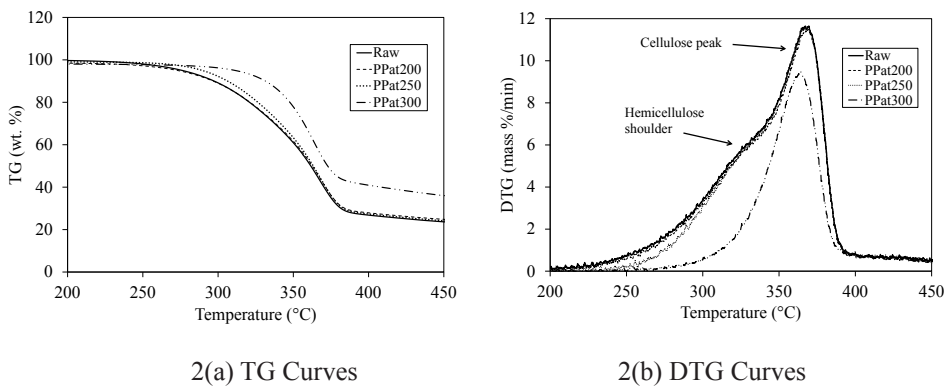 120
100
80
60
40
20
0
TG (wt. %)
200 250 300 350 400 450
Temperature (°C)
Raw
PPat200
PPat250
PPat300
2(a) TG Curves
12
10
8
6
4
2
0
DTG (mass %/min)
200 250 300 350 400 450
Temperature (°C)
Cellulose peak
Hemicellulose
shoulder
Raw
PPat200
PPat250
PPat300
2(b) DTG Curves